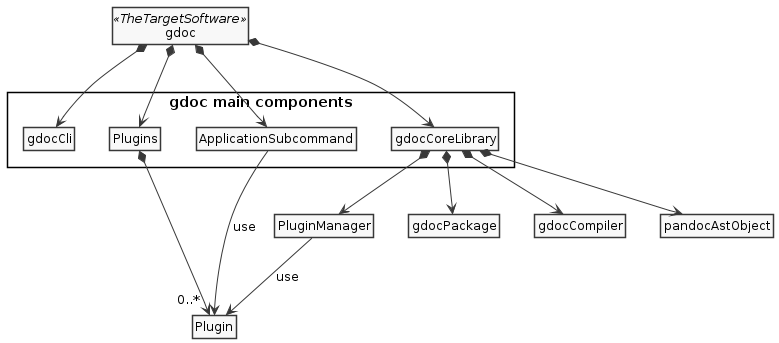 «TheTargetSoftware»
gdoc
gdoc main components
gdocCli
Plugins
ApplicationSubcommand
gdocCoreLibrary
use
PluginManager
gdocPackage
gdocCompiler
pandocAstObject
use
0..*
Plugin